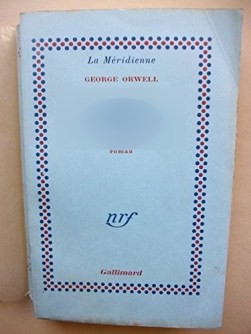 La Méridienne
GEORGE ORWELL
roman
nrf
Gallimard